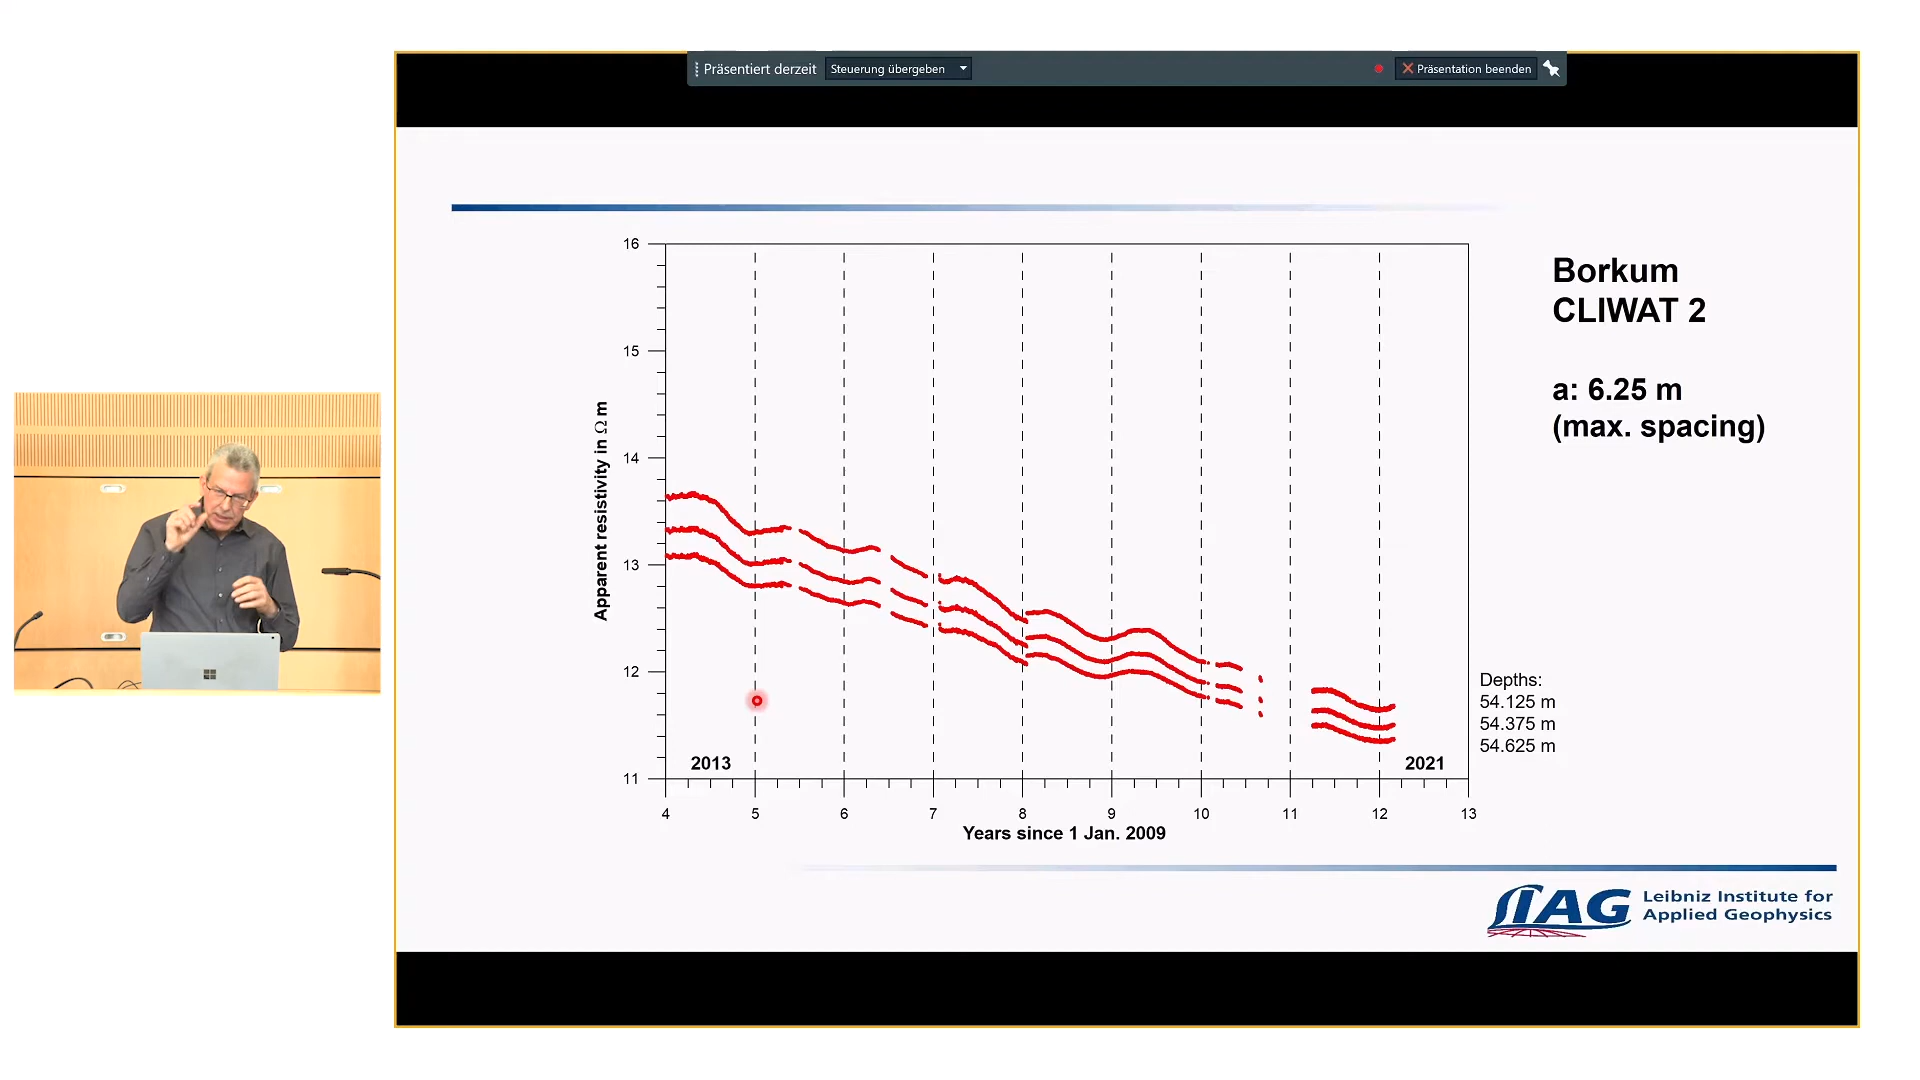 Präsentiert derzeit
Steuerung übergeben
Präsentation beenden
Borkum
CLIWAT 2
a: 6.25 m
(max. spacing)
Apparent resistivity in Ω m
16
15
14
13
12
11
2013
2021
4 5 6 7 8 9 10 11 12 13
Years since 1 Jan. 2009
Depths:
54.125 m
54.375 m
54.625 m
LIAG
Leibniz Institute for
Applied Geophysics